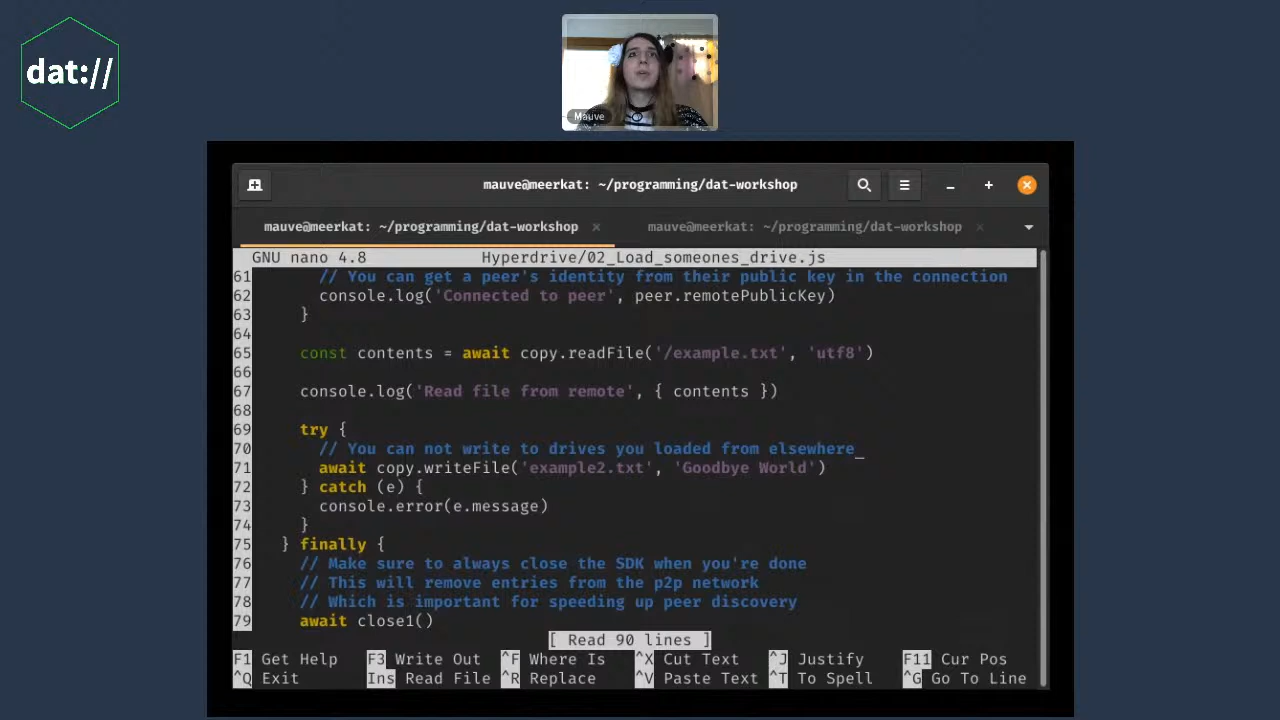 dat://
Mauve
mauve@meerkat: ~/programming/dat-workshop
mauve@meerkat: ~/programming/dat-workshop × mauve@meerkat: ~/programming/dat-workshop ×
GNU nano 4.8 Hyperdrive/02_Load_someones_drive.js
61 // You can get a peer's identity from their public key in the connection
62 console.log('Connected to peer', peer.remotePublicKey)
63 }
64
65 const contents = await copy.readFile('/example.txt', 'utf8')
66
67 console.log('Read file from remote', { contents })
68
69 try {
70 // You can not write to drives you loaded from elsewhere_
71 await copy.writeFile('example2.txt', 'Goodbye World')
72 } catch (e) {
73 console.error(e.message)
74 }
75 } finally {
76 // Make sure to always close the SDK when you're done
77 // This will remove entries from the p2p network
78 // Which is important for speeding up peer discovery
79 await close1()
[ Read 90 lines ]
F1 Get Help F3 Write Out ^F Where Is ^X Cut Text ^J Justify F11 Cur Pos
^Q Exit Ins Read File ^R Replace ^V Paste Text ^T To Spell ^G Go To Line